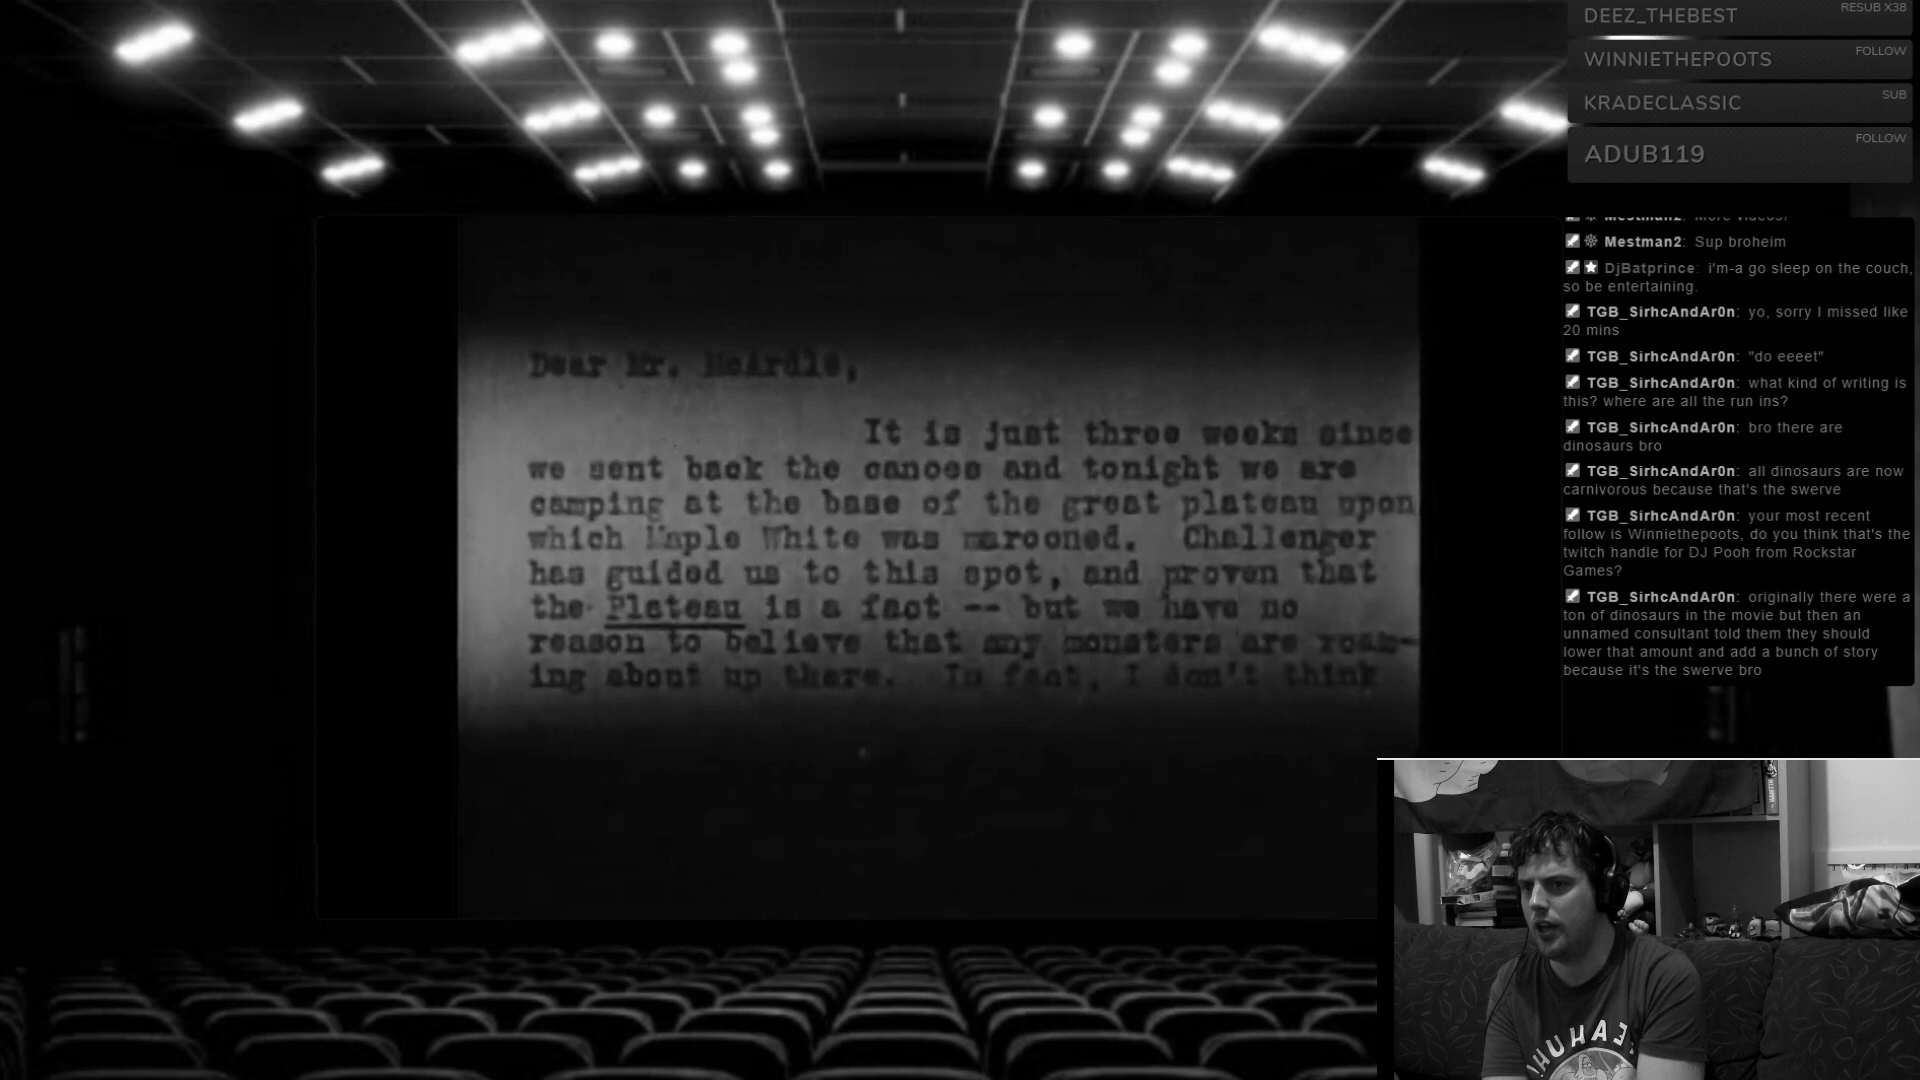 DEEZ_THEBEST
RESUB X38
WINNIETHEPOOTS
FOLLOW
KRADECLASSIC
SUB
ADUB119
FOLLOW
Dear Mr. McArdle,
It is just three weeks since
we sent back the canoes and tonight we are
camping at the base of the great plateau upon
which Maple White was marooned. Challenger
has guided us to this spot, and proven that
the Plateau is a fact -- but we have no
reason to believe that any monsters are roam-
ing about up there. In fact, I don't think
Mestman2: More videos!
Mestman2: Sup broheim
DjBatprince: i'm-a go sleep on the couch,
so be entertaining.
TGB_SirhcAndAr0n: yo, sorry I missed like
20 mins
TGB_SirhcAndAr0n: "do eeeet"
TGB_SirhcAndAr0n: what kind of writing is
this? where are all the run ins?
TGB_SirhcAndAr0n: bro there are
dinosaurs bro
TGB_SirhcAndAr0n: all dinosaurs are now
carnivorous because that's the swerve
TGB_SirhcAndAr0n: your most recent
follow is Winniethepoots, do you think that's the
twitch handle for DJ Pooh from Rockstar
Games?
TGB_SirhcAndAr0n: originally there were a
ton of dinosaurs in the movie but then an
unnamed consultant told them they should
lower that amount and add a bunch of story
because it's the swerve bro